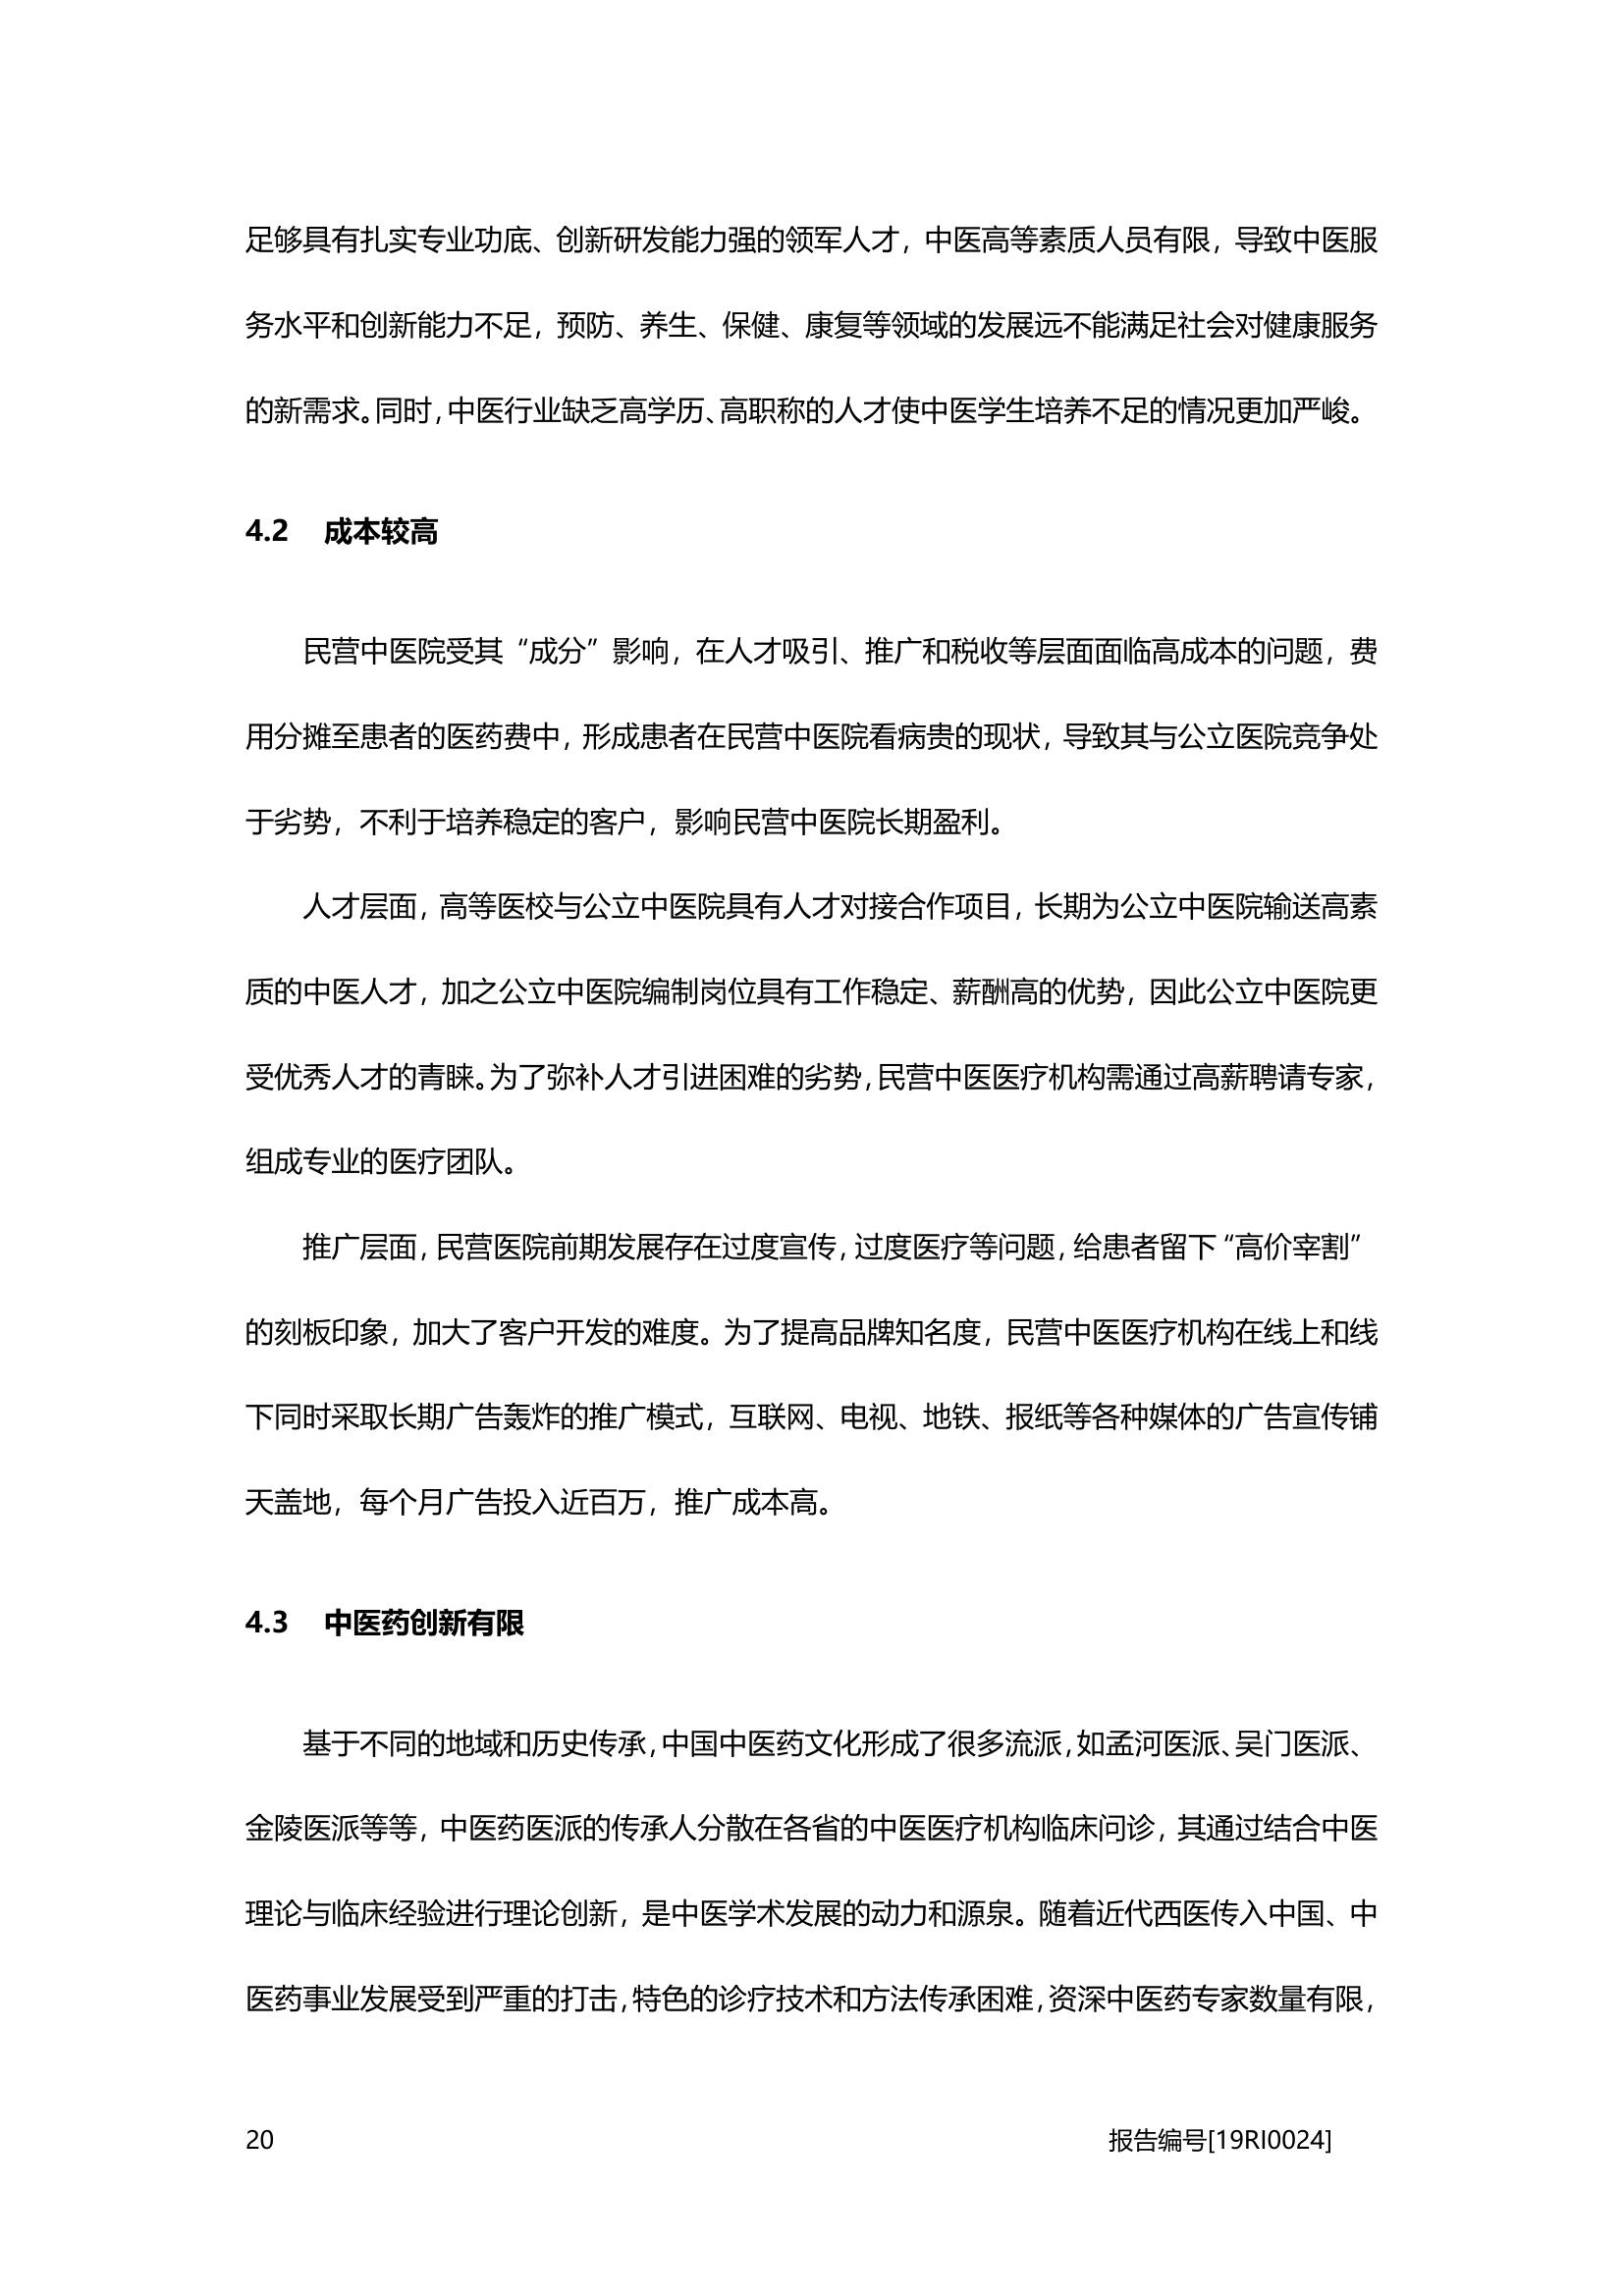 足够具有扎实专业功底、创新研发能力强的领军人才，中医高等素质人员有限，导致中医服
务水平和创新能力不足，预防、养生、保健、康复等领域的发展远不能满足社会对健康服务
的新需求。同时，中医行业缺乏高学历、高职称的人才使中医学生培养不足的情况更加严峻。
4.2 成本较高
民营中医院受其“成分”影响，在人才吸引、推广和税收等层面面临高成本的问题，费
用分摊至患者的医药费中，形成患者在民营中医院看病贵的现状，导致其与公立医院竞争处
于劣势，不利于培养稳定的客户，影响民营中医院长期盈利。
人才层面，高等医校与公立中医院具有人才对接合作项目，长期为公立中医院输送高素
质的中医人才，加之公立中医院编制岗位具有工作稳定、薪酬高的优势，因此公立中医院更
受优秀人才的青睐。为了弥补人才引进困难的劣势，民营中医医疗机构需通过高薪聘请专家，
组成专业的医疗团队。
推广层面，民营医院前期发展存在过度宣传，过度医疗等问题，给患者留下“高价宰割”
的刻板印象，加大了客户开发的难度。为了提高品牌知名度，民营中医医疗机构在线上和线
下同时采取长期广告轰炸的推广模式，互联网、电视、地铁、报纸等各种媒体的广告宣传铺
天盖地，每个月广告投入近百万，推广成本高。
4.3 中医药创新有限
基于不同的地域和历史传承，中国中医药文化形成了很多流派，如孟河医派、吴门医派、
金陵医派等等，中医药医派的传承人分散在各省的中医医疗机构临床问诊，其通过结合中医
理论与临床经验进行理论创新，是中医学术发展的动力和源泉。随着近代西医传入中国、中
医药事业发展受到严重的打击，特色的诊疗技术和方法传承困难，资深中医药专家数量有限，
20 报告编号[19RI0024]